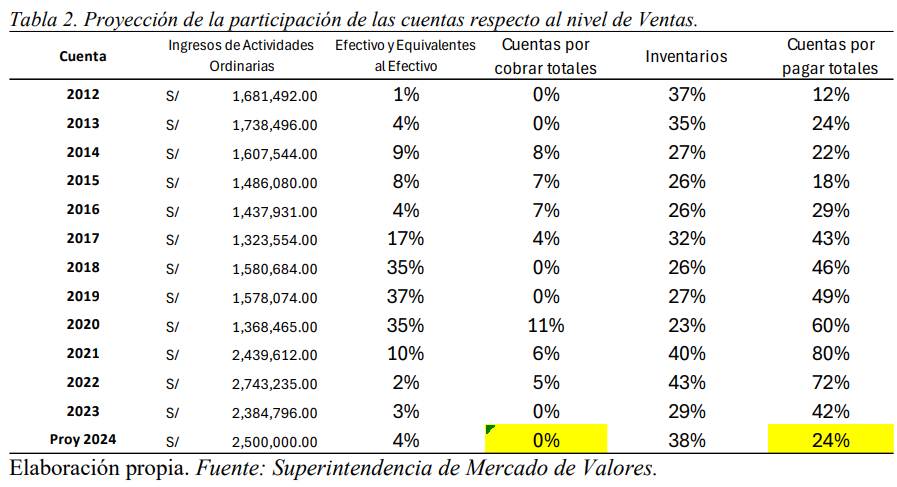 Tabla 2. Proyección de la participación de las cuentas respecto al nivel de Ventas.
Cuenta Ingresos de Actividades Ordinarias Efectivo y Equivalentes al Efectivo Cuentas por cobrar totales Inventarios Cuentas por pagar totales
2012 S/ 1,681,492.00 1% 0% 37% 12%
2013 S/ 1,738,496.00 4% 0% 35% 24%
2014 S/ 1,607,544.00 9% 8% 27% 22%
2015 S/ 1,486,080.00 8% 7% 26% 18%
2016 S/ 1,437,931.00 4% 7% 26% 29%
2017 S/ 1,323,554.00 17% 4% 32% 43%
2018 S/ 1,580,684.00 35% 0% 26% 46%
2019 S/ 1,578,074.00 37% 0% 27% 49%
2020 S/ 1,368,465.00 35% 11% 23% 60%
2021 S/ 2,439,612.00 10% 6% 40% 80%
2022 S/ 2,743,235.00 2% 5% 43% 72%
2023 S/ 2,384,796.00 3% 0% 29% 42%
Proy 2024 S/ 2,500,000.00 4% 0% 38% 24%
Elaboración propia. Fuente: Superintendencia de Mercado de Valores.